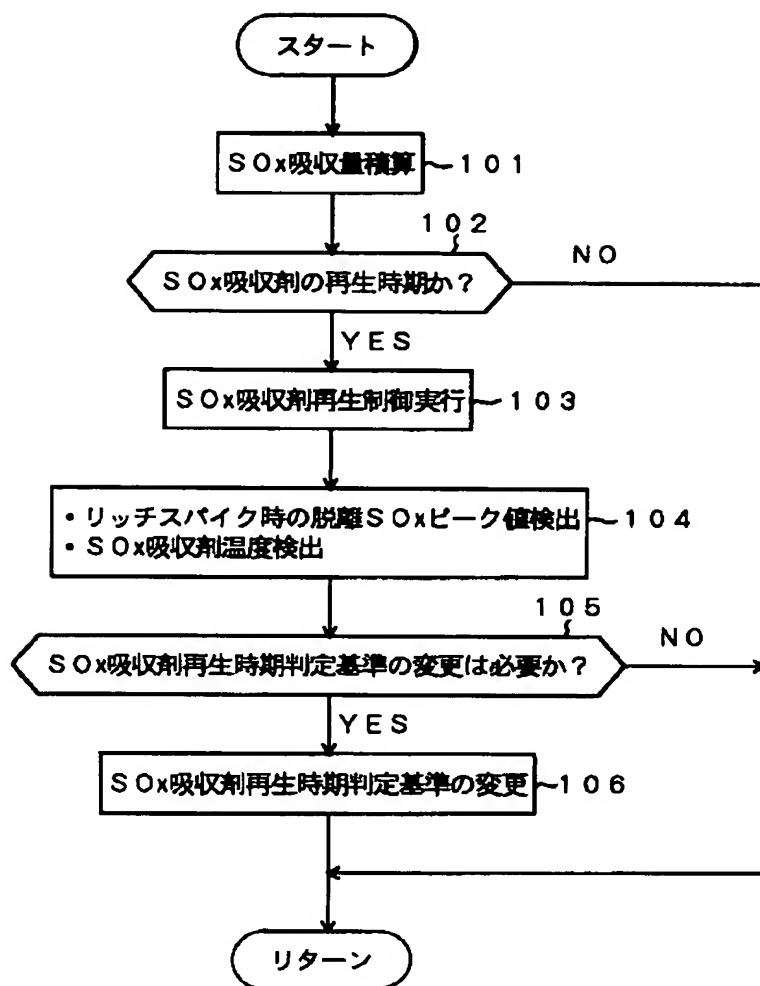 スタート
SOx吸収量積算
101
102
SOx吸収剤の再生時期か?
NO
YES
SOx吸収剤再生制御実行
103
・リッチスパイク時の脱離SOxピーク値検出
・SOx吸収剤温度検出
104
105
SOx吸収剤再生時期判定基準の変更は必要か?
NO
YES
SOx吸収剤再生時期判定基準の変更
106
リターン